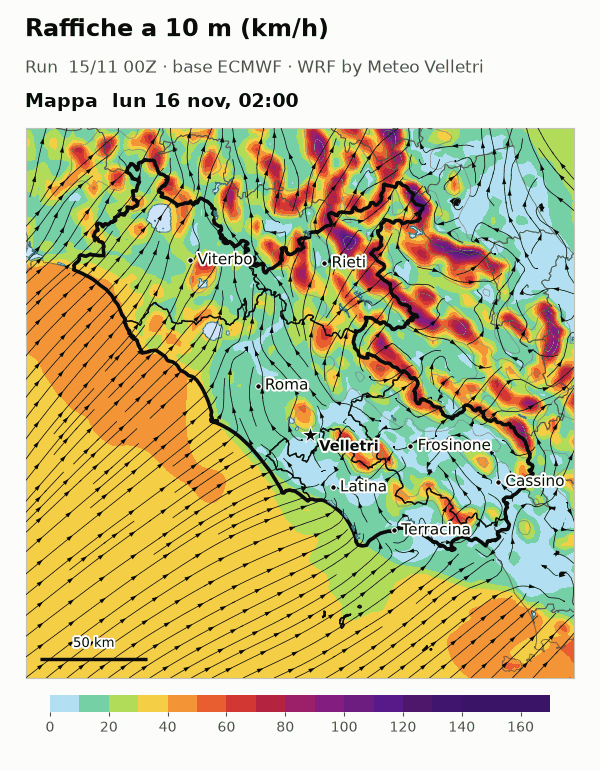 Raffiche a 10 m (km/h)
Run 15/11 00Z · base ECMWF · WRF by Meteo Velletri
Mappa lun 16 nov, 02:00
Viterbo
Rieti
Roma
Velletri
Frosinone
Latina
Cassino
Terracina
50 km
0 20 40 60 80 100 120 140 160